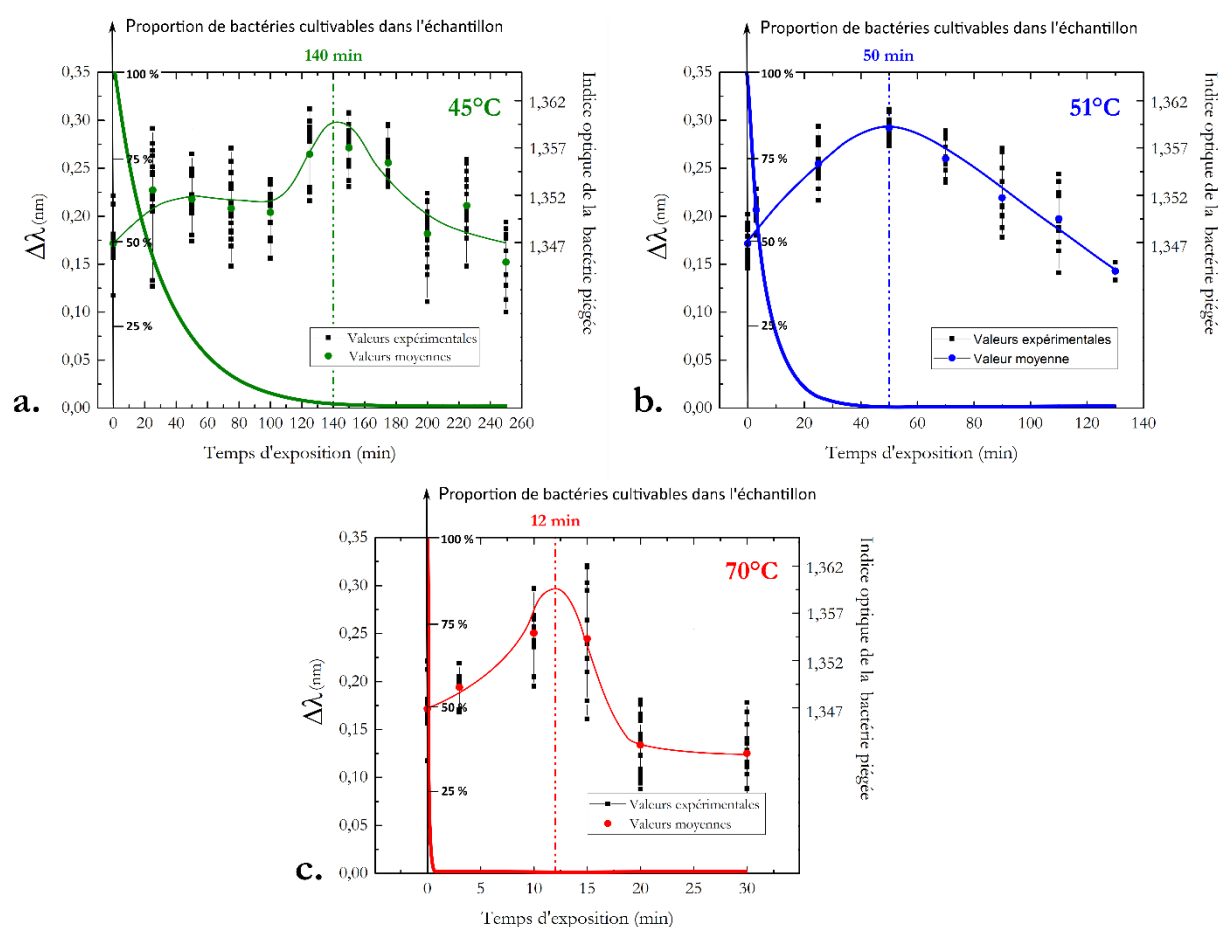 Proportion de bactéries cultivables dans l'échantillon
140 min
45°C
0,35
0,30
0,25
0,20
0,15
0,10
0,05
0,00
100 %
75 %
50 %
25 %
1,362
1,357
1,352
1,347
Δλ (nm)
Indice optique de la bactérie piégée
Valeurs expérimentales
Valeurs moyennes
a.
0 20 40 60 80 100 120 140 160 180 200 220 240 260
Temps d'exposition (min)
Proportion de bactéries cultivables dans l'échantillon
50 min
51°C
0,35
0,30
0,25
0,20
0,15
0,10
0,05
0,00
100 %
75 %
50 %
25 %
1,362
1,357
1,352
1,347
Δλ (nm)
Indice optique de la bactérie piégée
Valeurs expérimentales
Valeur moyenne
b.
0 20 40 60 80 100 120 140
Temps d'exposition (min)
Proportion de bactéries cultivables dans l'échantillon
12 min
70°C
0,35
0,30
0,25
0,20
0,15
0,10
0,05
0,00
100 %
75 %
50 %
25 %
1,362
1,357
1,352
1,347
Δλ (nm)
Indice optique de la bactérie piégée
Valeurs expérimentales
Valeurs moyennes
c.
0 5 10 15 20 25 30
Temps d'exposition (min)